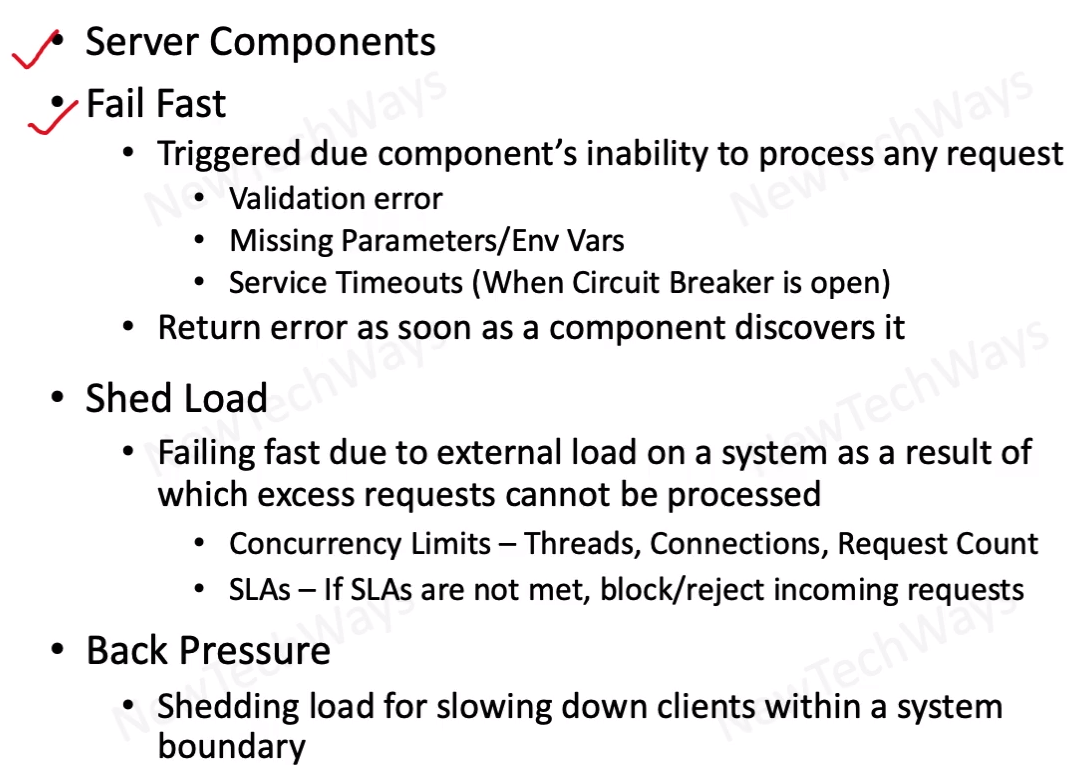 • Server Components
• Fail Fast
• Triggered due component's inability to process any request
• Validation error
• Missing Parameters/Env Vars
• Service Timeouts (When Circuit Breaker is open)
• Return error as soon as a component discovers it
• Shed Load
• Failing fast due to external load on a system as a result of
which excess requests cannot be processed
• Concurrency Limits – Threads, Connections, Request Count
• SLAs – If SLAs are not met, block/reject incoming requests
• Back Pressure
• Shedding load for slowing down clients within a system
boundary
NewTechWays
NewTechWays
NewTechWays
NewTechWays
NewTechWays
NewTechWays